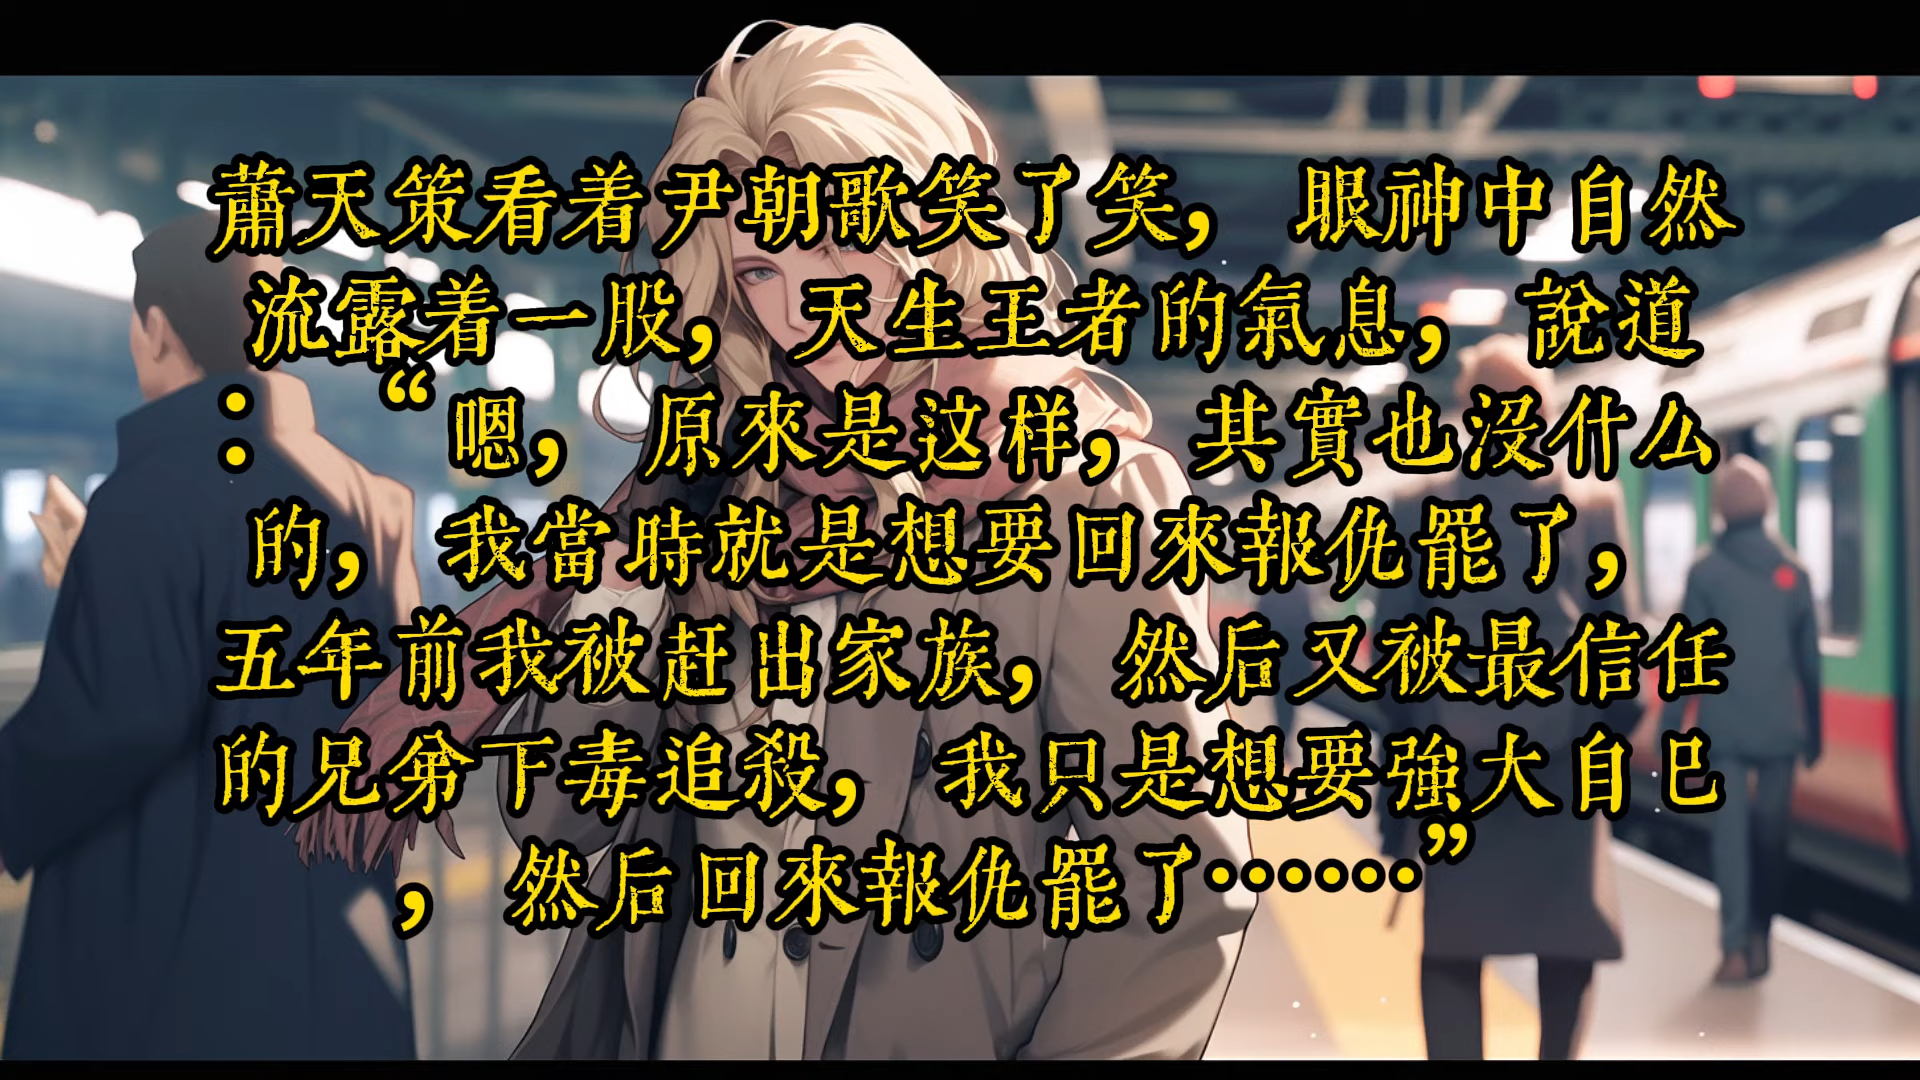 蕭天策看着尹朝歌笑了笑，眼神中自然
流露着一股，天生王者的氣息，說道
：“嗯，原來是这样，其實也沒什么
的，我當時就是想要回來報仇罷了，
五年前我被赶出家族，然后又被最信任
的兄弟下毒追殺，我只是想要強大自已
，然后回來報仇罷了……”